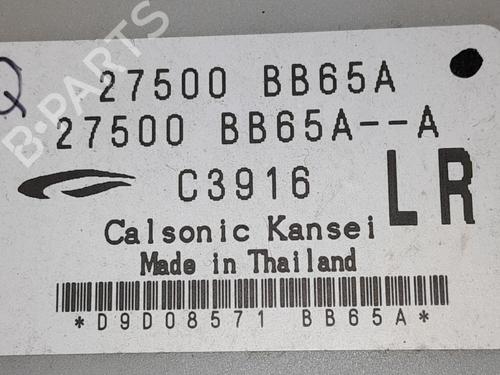 Q
27500 BB65A
27500 BB65A--A
C3916
LR
Calsonic Kansei
Made in Thailand
*D9D08571 BB65A*
B-PARTS